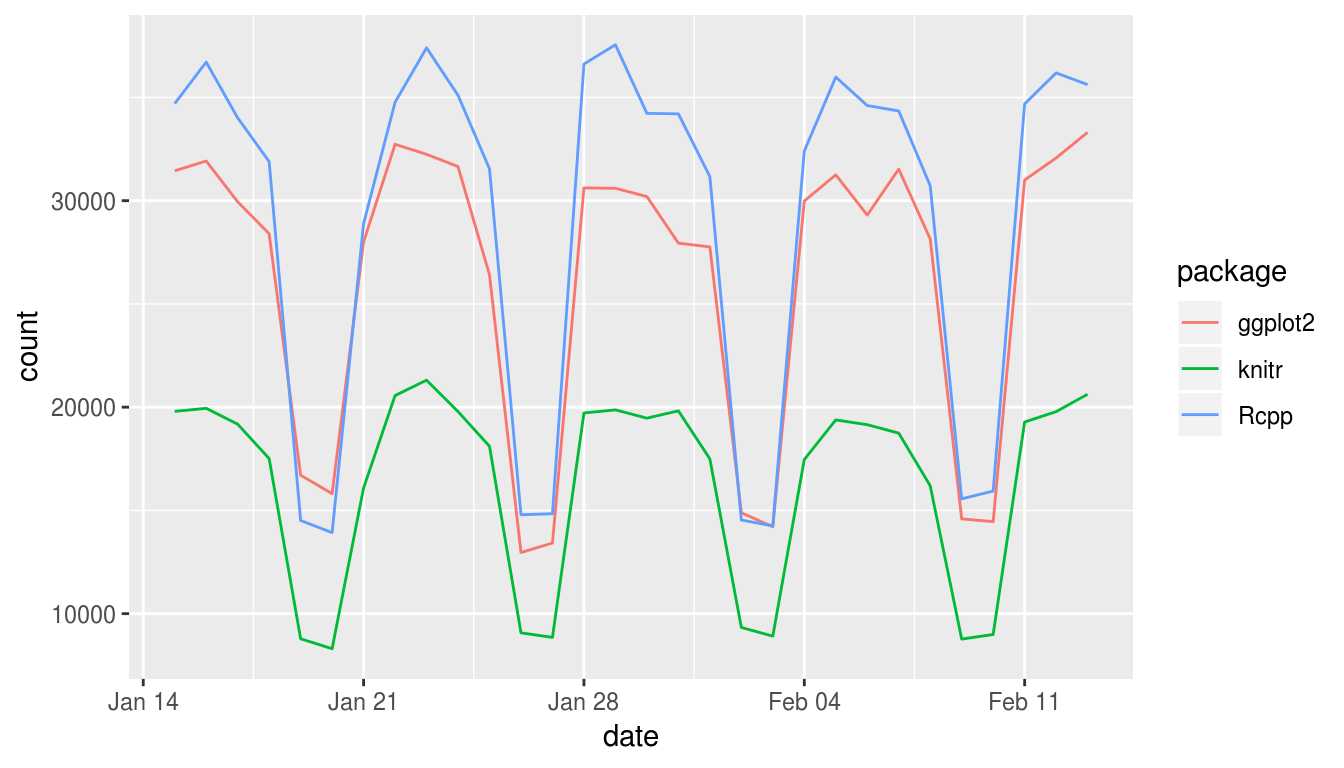 count
30000
20000
10000
Jan 14
Jan 21
Jan 28
Feb 04
Feb 11
date
package
ggplot2
knitr
Rcpp